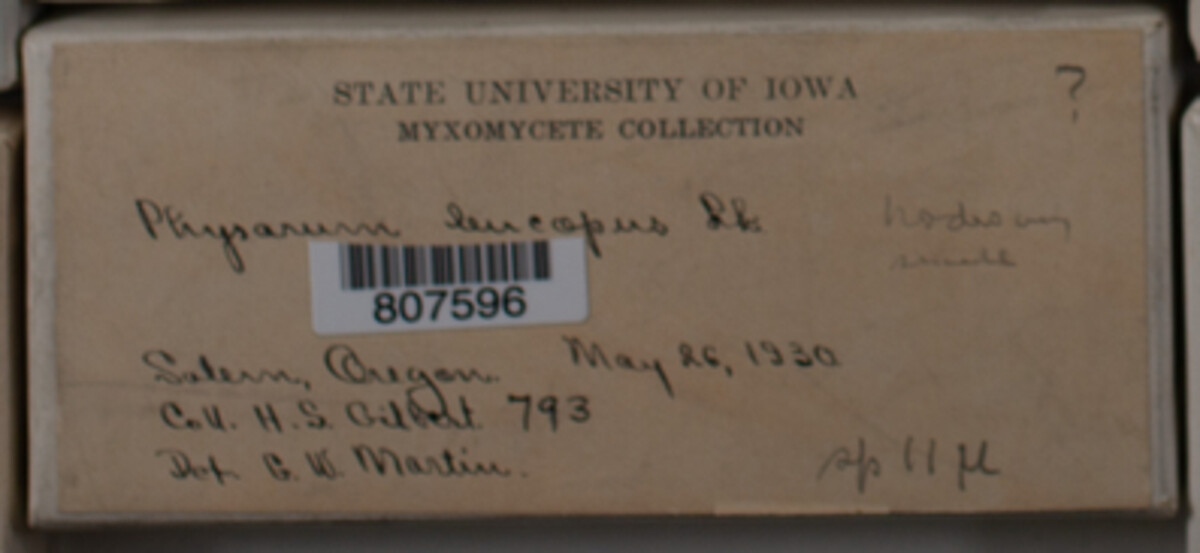 STATE UNIVERSITY OF IOWA
?
MYXOMYCETE COLLECTION
Physarum leucopus Lk
807596
Salem, Oregon. May 26, 1930
Coll. H. S. Gilbert 793
Det. G. W. Martin.
sp 11 µ